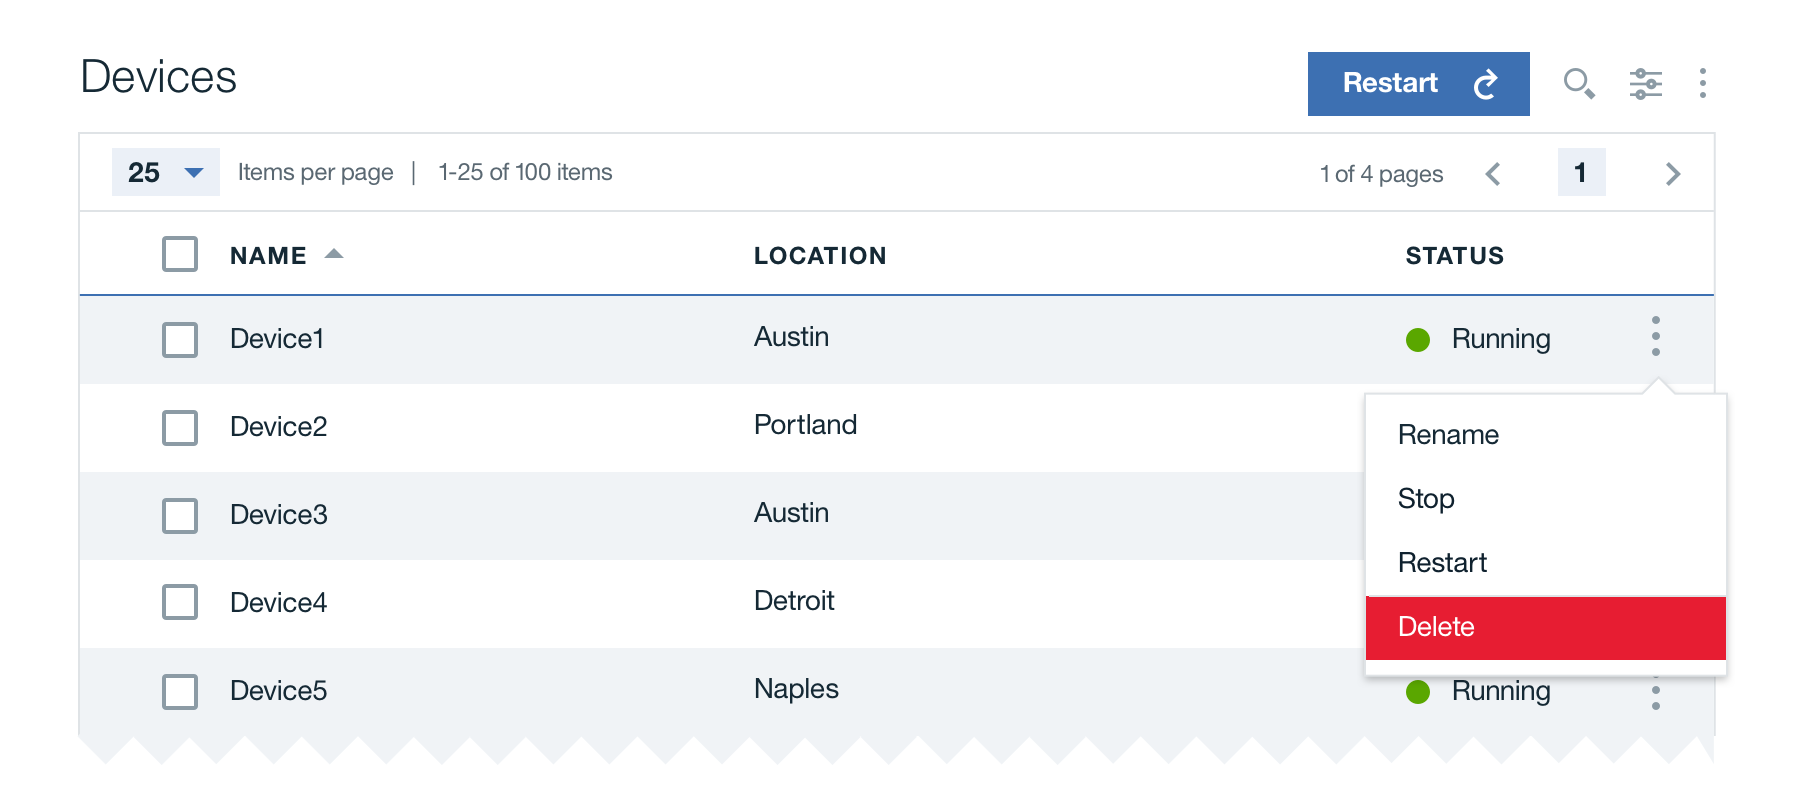 Devices
Restart
25 Items per page | 1-25 of 100 items
1 of 4 pages 1
NAME LOCATION STATUS
Device1 Austin Running
Device2 Portland
Rename
Stop
Device3 Austin
Restart
Device4 Detroit
Delete
Device5 Naples Running